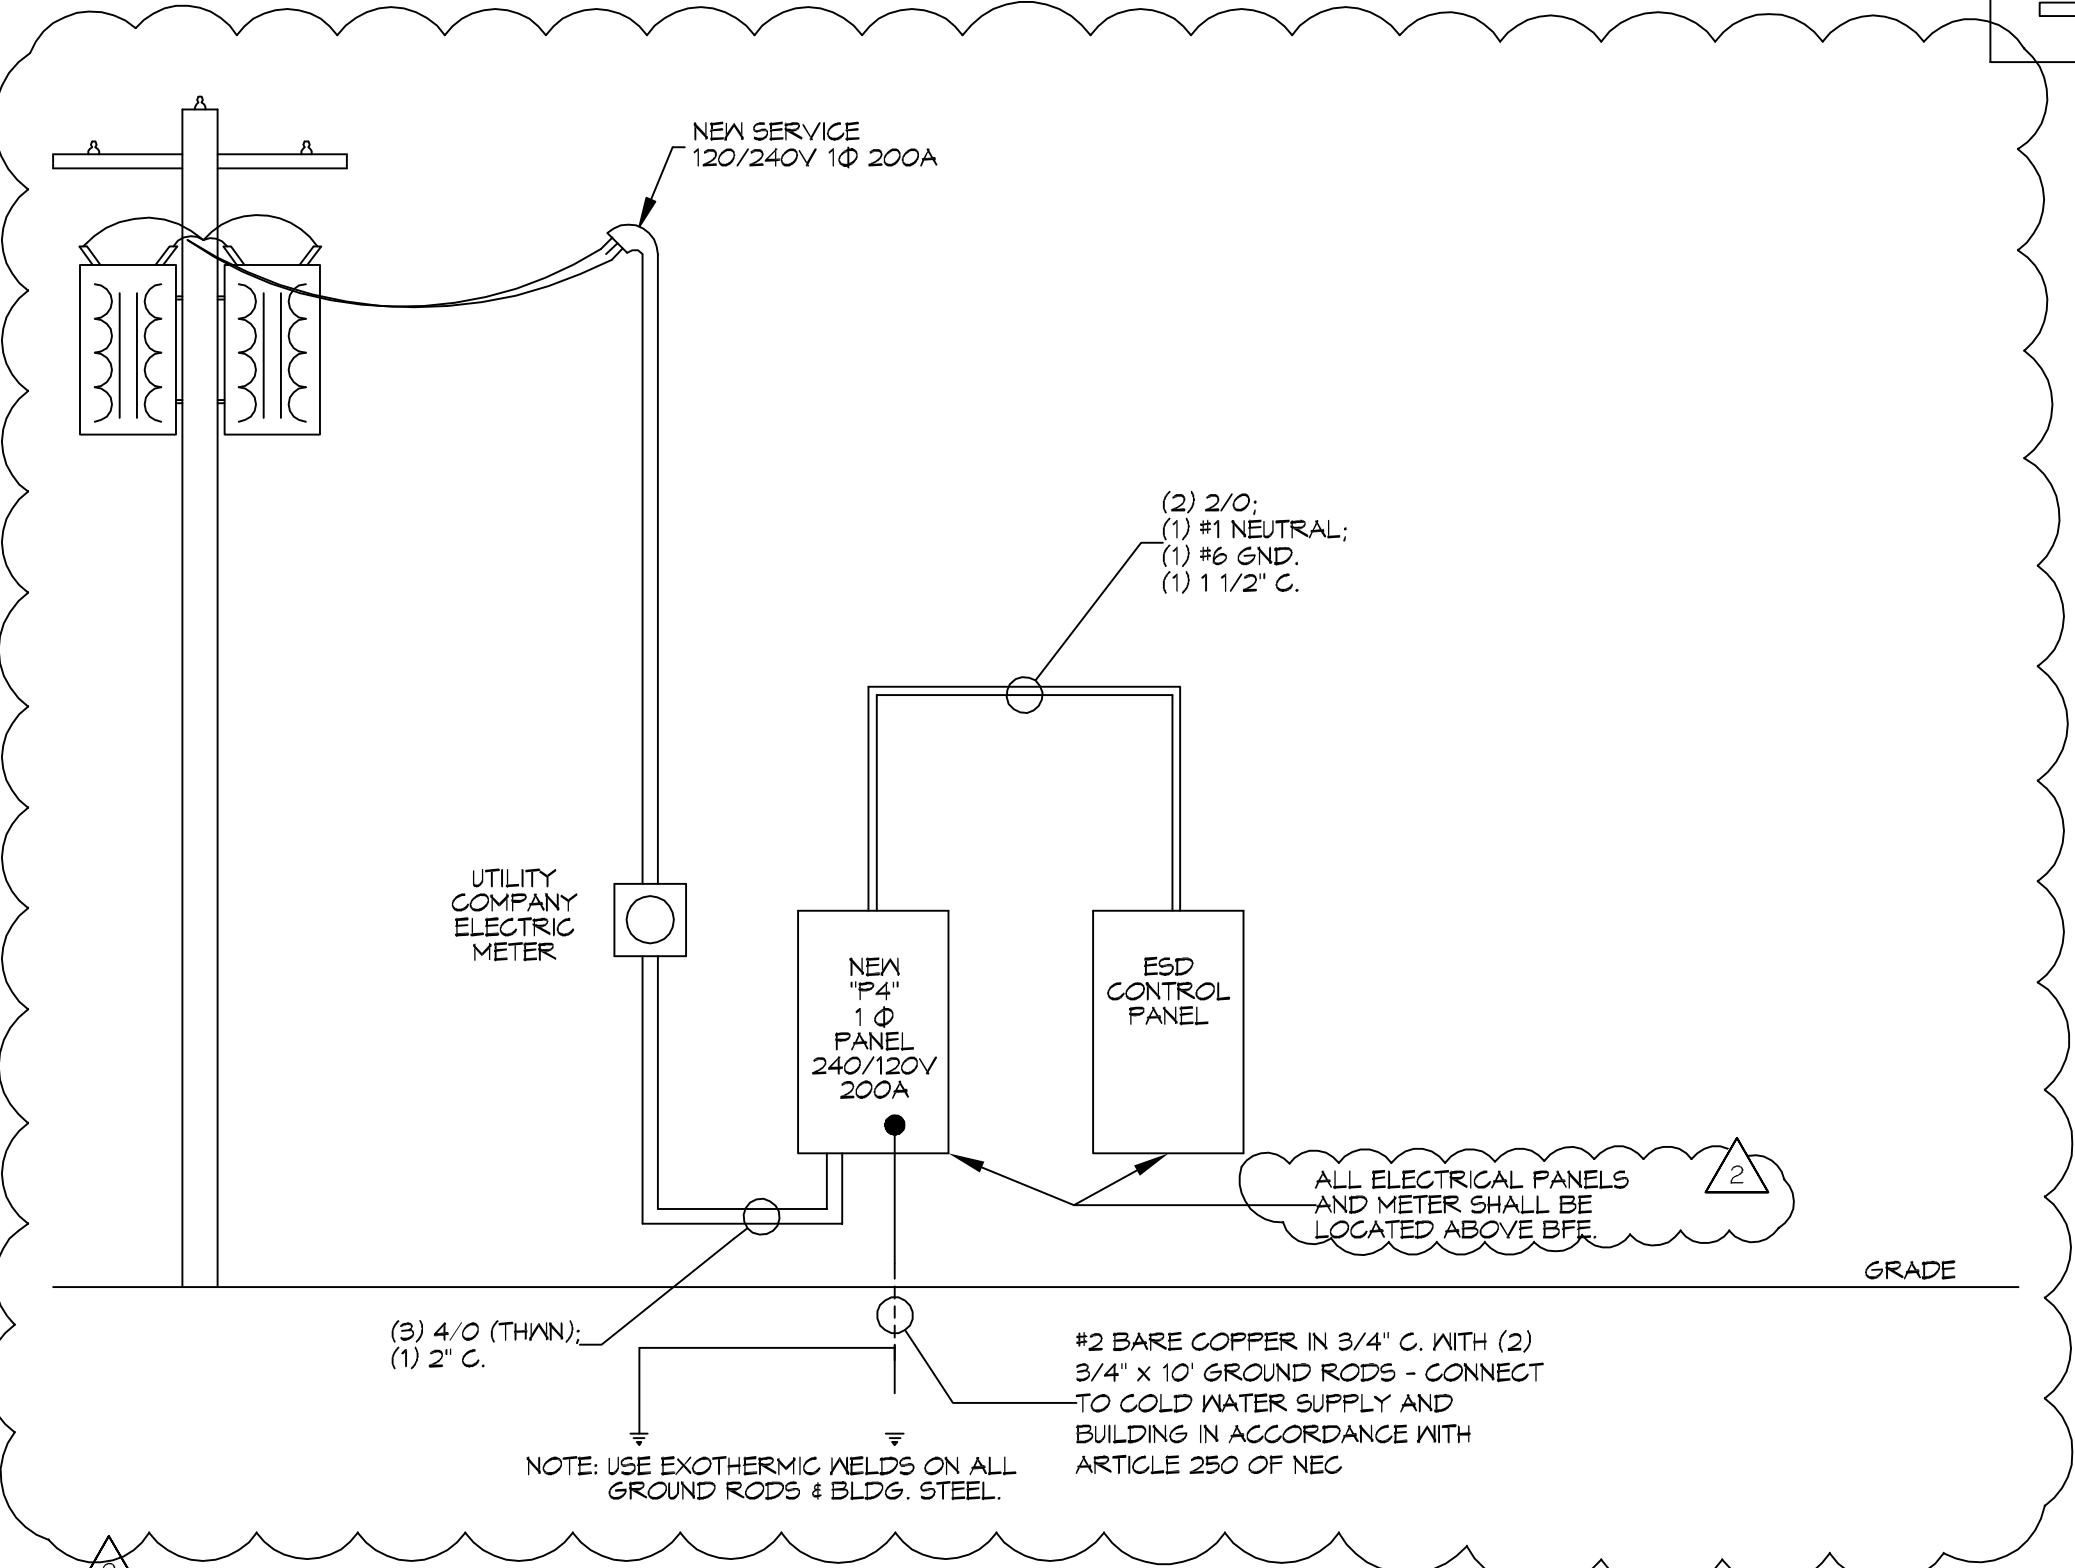 NEW SERVICE
120/240V 1Φ 200A
(2) 2/0;
(1) #1 NEUTRAL;
(1) #6 GND.
(1) 1 1/2" C.
UTILITY
COMPANY
ELECTRIC
METER
NEW
"P4"
1 Φ
PANEL
240/120V
200A
ESD
CONTROL
PANEL
ALL ELECTRICAL PANELS
AND METER SHALL BE
LOCATED ABOVE BFE.
2
GRADE
(3) 4/0 (THWN);
(1) 2" C.
#2 BARE COPPER IN 3/4" C. WITH (2)
3/4" x 10' GROUND RODS - CONNECT
TO COLD WATER SUPPLY AND
BUILDING IN ACCORDANCE WITH
ARTICLE 250 OF NEC
NOTE: USE EXOTHERMIC WELDS ON ALL
GROUND RODS & BLDG. STEEL.